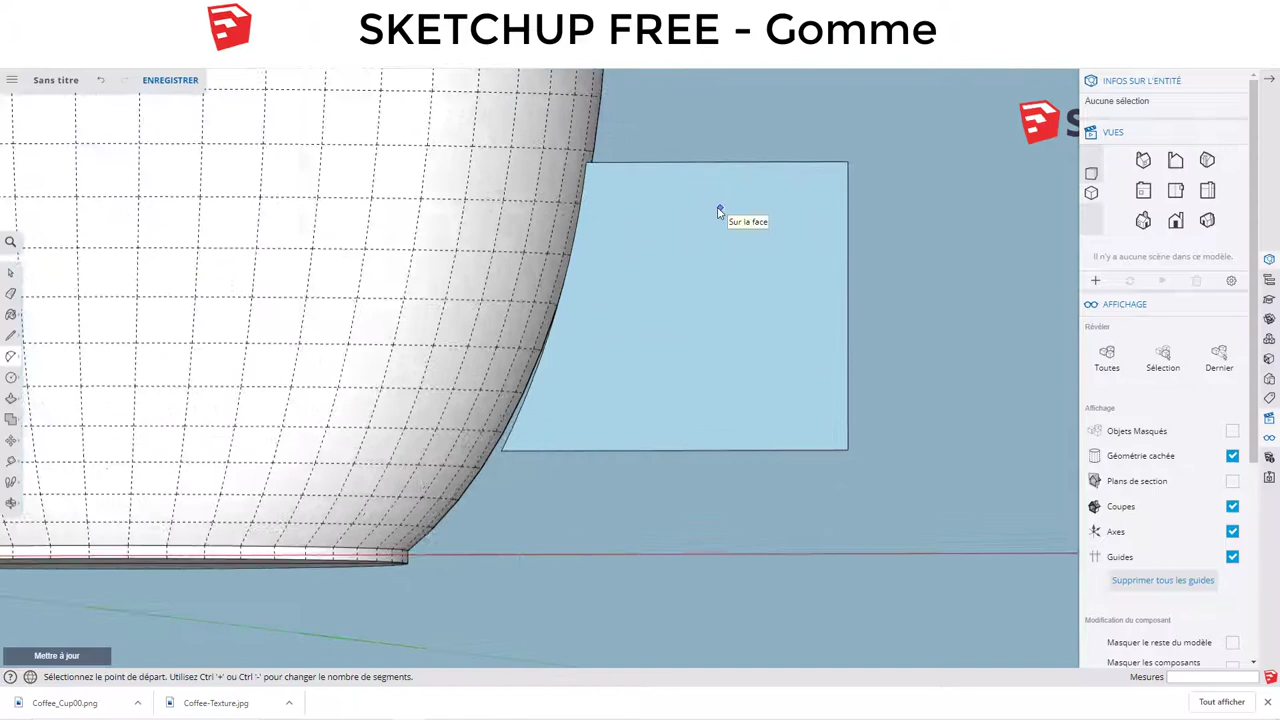 SKETCHUP FREE - Gomme
Sans titre
ENREGISTRER
INFOS SUR L'ENTITÉ
Aucune sélection
S
VUES
Sur la face
Il n'y a aucune scène dans ce modèle.
AFFICHAGE
Révéler
Toutes
Sélection
Dernier
Affichage
Objets Masqués
Géométrie cachée
Plans de section
Coupes
Axes
Guides
Supprimer tous les guides
Modification du composant
Masquer le reste du modèle
Masquer les composants
Mettre à jour
Sélectionnez le point de départ. Utilisez Ctrl '+' ou Ctrl '-' pour changer le nombre de segments.
Mesures
Coffee_Cup00.png
Coffee-Texture.jpg
Tout afficher